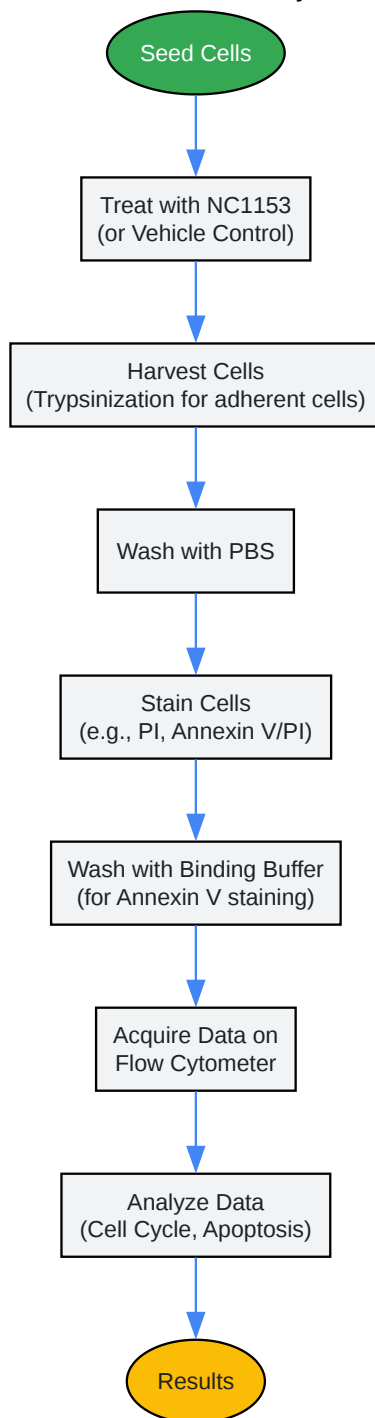 Seed Cells
Treat with NC1153
(or Vehicle Control)
Harvest Cells
(Trypsinization for adherent cells)
Wash with PBS
Stain Cells
(e.g., PI, Annexin V/PI)
Wash with Binding Buffer
(for Annexin V staining)
Acquire Data on
Flow Cytometer
Analyze Data
(Cell Cycle, Apoptosis)
Results